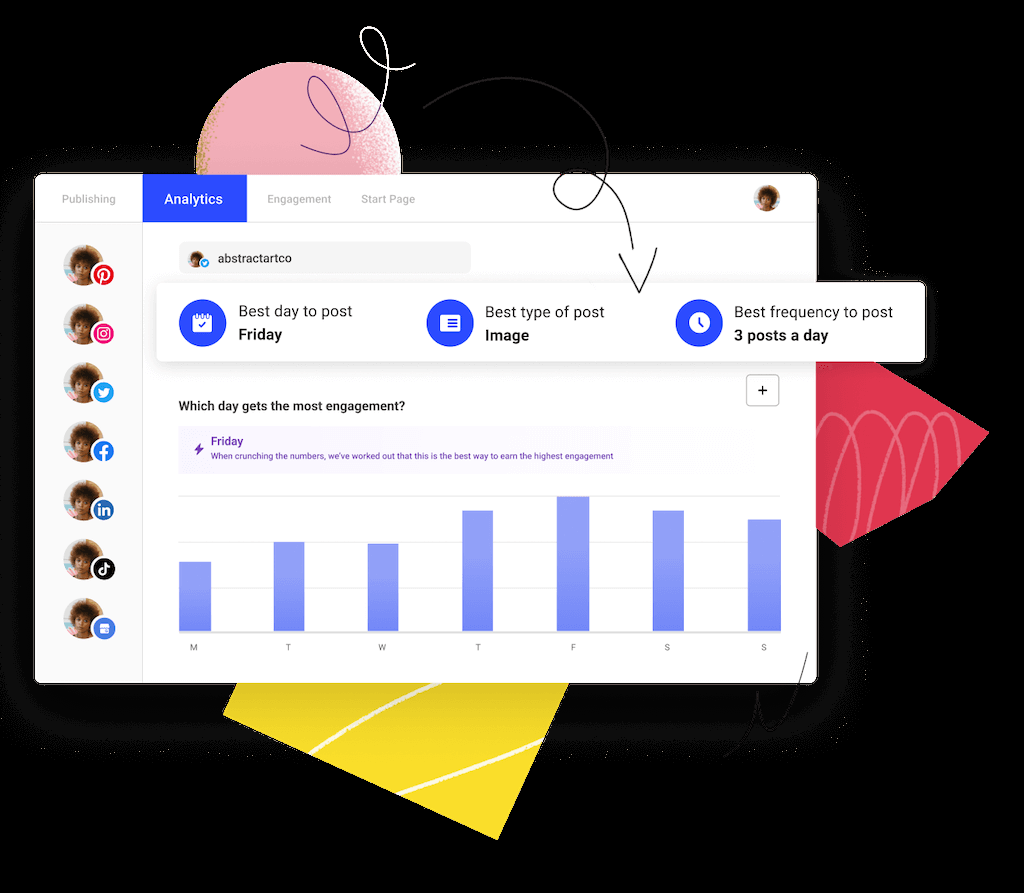 Publishing
Analytics
Engagement
Start Page
abstractartco
Best day to post
Friday
Best type of post
Image
Best frequency to post
3 posts a day
+
Which day gets the most engagement?
Friday
When crunching the numbers, we've worked out that this is the best way to earn the highest engagement
M T W T F S S
in